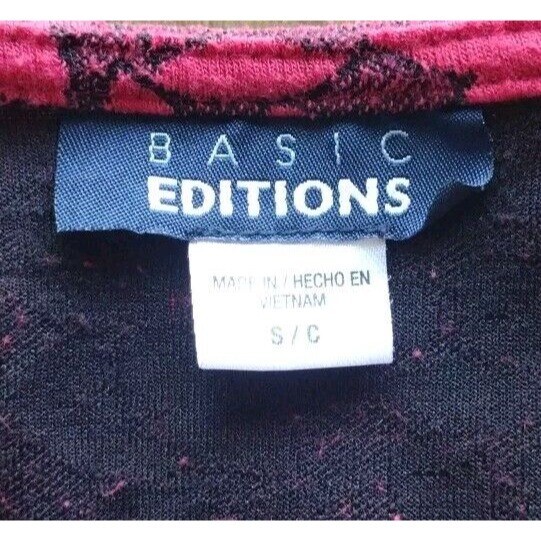 BASIC
EDITIONS
MADE IN / HECHO EN
VIETNAM
S / C